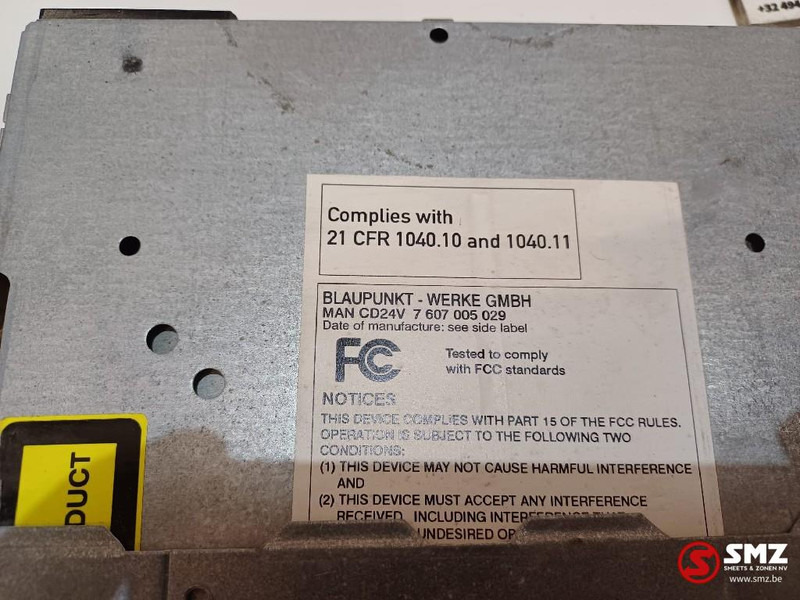 +32 494
Complies with
21 CFR 1040.10 and 1040.11
BLAUPUNKT - WERKE GMBH
MAN CD24V 7 607 005 029
Date of manufacture: see side label
FC
Tested to comply
with FCC standards
NOTICES
THIS DEVICE COMPLIES WITH PART 15 OF THE FCC RULES.
OPERATION IS SUBJECT TO THE FOLLOWING TWO
CONDITIONS:
(1) THIS DEVICE MAY NOT CAUSE HARMFUL INTERFERENCE
AND
(2) THIS DEVICE MUST ACCEPT ANY INTERFERENCE
RECEIVED, INCLUDING
UNDESIRED
DUCT
SMZ
SHEETS & ZONEN NV
www.smz.be